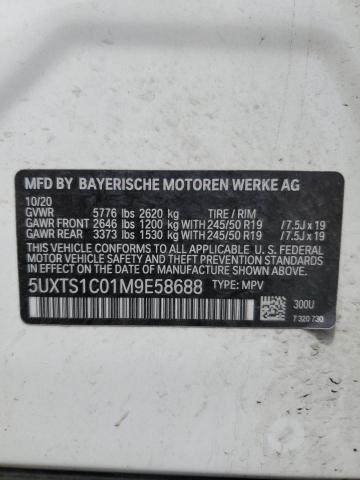 MFD BY BAYERISCHE MOTOREN WERKE AG
10/20
GVWR 5776 lbs 2620 kg TIRE / RIM
GAWR FRONT 2646 lbs 1200 kg WITH 245/50 R19 /7.5J x 19
GAWR REAR 3373 lbs 1530 kg WITH 245/50 R19 /7.5J x 19
THIS VEHICLE CONFORMS TO ALL APPLICABLE U.S. FEDERAL
MOTOR VEHICLE SAFETY STANDARDS IN EFFECT ON THE DATE
OF MANUFACTURE SHOWN ABOVE.
5UXTS1C01M9E58688 TYPE: MPV
300U
7 320 730